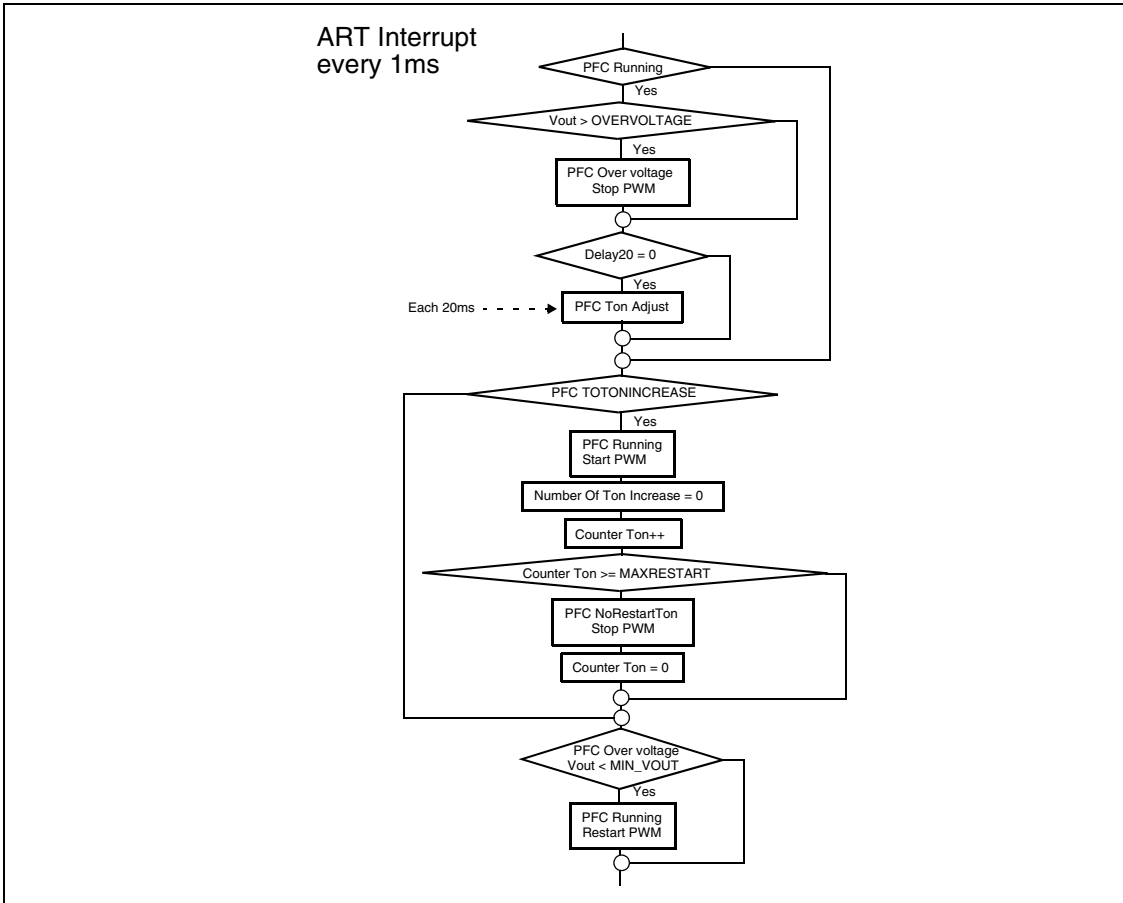 ART Interrupt
every 1ms
PFC Running
Yes
Vout > OVERVOLTAGE
Yes
PFC Over voltage
Stop PWM
Delay20 = 0
Yes
Each 20ms
PFC Ton Adjust
PFC TOTONINCREASE
Yes
PFC Running
Start PWM
Number Of Ton Increase = 0
Counter Ton++
Counter Ton >= MAXRESTART
PFC NoRestartTon
Stop PWM
Counter Ton = 0
PFC Over voltage
Vout < MIN_VOUT
Yes
PFC Running
Restart PWM